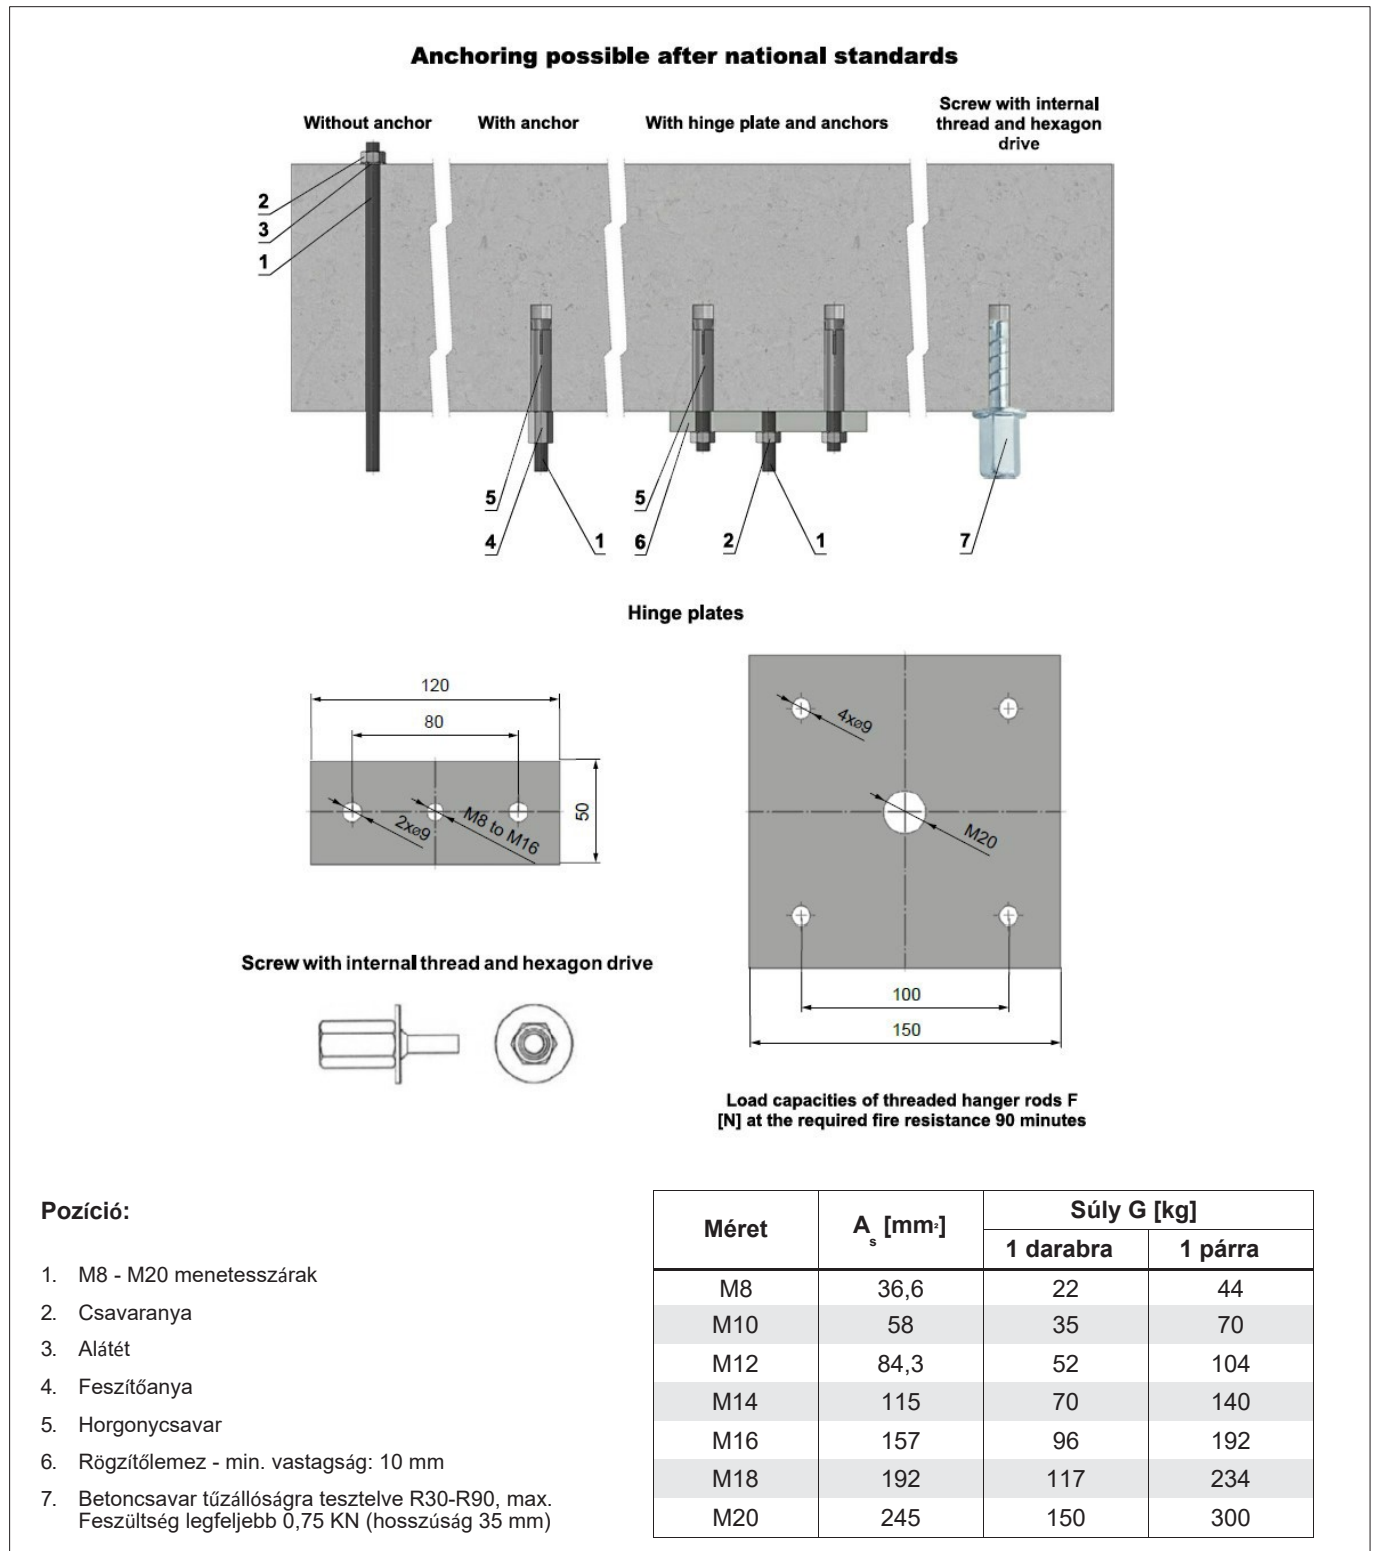 Anchoring possible after national standards
Without anchor
With anchor
With hinge plate and anchors
Screw with internal
thread and hexagon
drive
2
3
1
5
4
1
5
6
2
1
7
Hinge plates
120
80
50
2xø9
M8 to M16
4xø9
M20
100
150
Screw with internal thread and hexagon drive
Load capacities of threaded hanger rods F
[N] at the required fire resistance 90 minutes
Pozíció:
1. M8 - M20 menetesszárak
2. Csavaranya
3. Alátét
4. Feszítőanya
5. Horgonycsavar
6. Rögzítőlemez - min. vastagság: 10 mm
7. Betoncsavar tűzállóságra tesztelve R30-R90, max.
Feszültség legfeljebb 0,75 KN (hosszúság 35 mm)
Méret A_s [mm²] Súly G [kg]
1 darabra 1 párra
M8 36,6 22 44
M10 58 35 70
M12 84,3 52 104
M14 115 70 140
M16 157 96 192
M18 192 117 234
M20 245 150 300